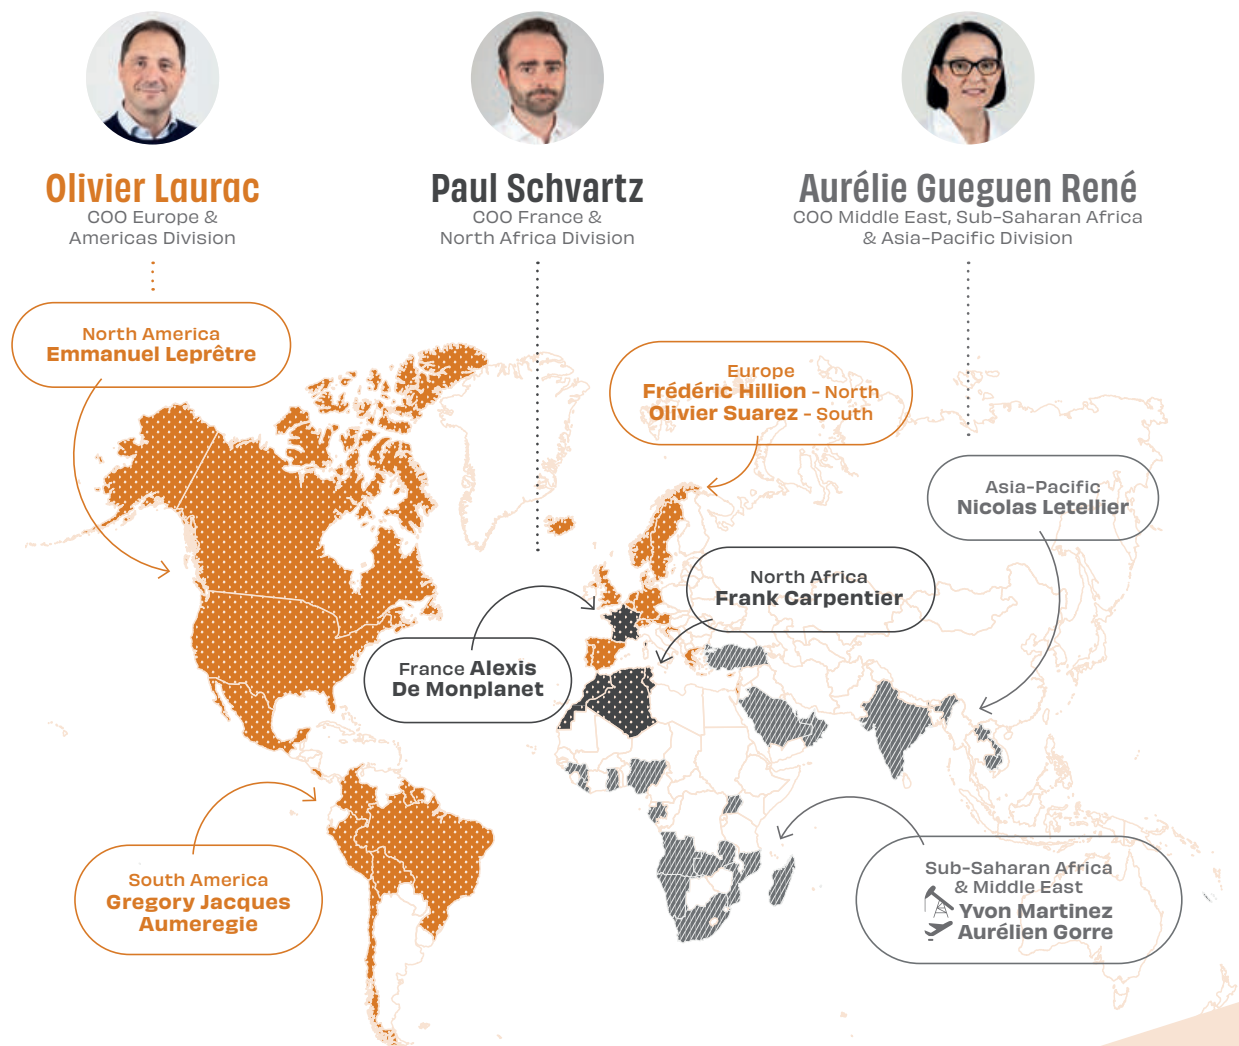 Olivier Laurac
COO Europe &
Americas Division
Paul Schvartz
COO France &
North Africa Division
Aurélie Gueguen René
COO Middle East, Sub-Saharan Africa
& Asia-Pacific Division
North America
Emmanuel Leprêtre
Europe
Frédéric Hillion - North
Olivier Suarez - South
Asia-Pacific
Nicolas Letellier
North Africa
Frank Carpentier
France Alexis
De Monplanet
South America
Gregory Jacques
Aumeregie
Sub-Saharan Africa
& Middle East
Yvon Martinez
Aurélien Gorre